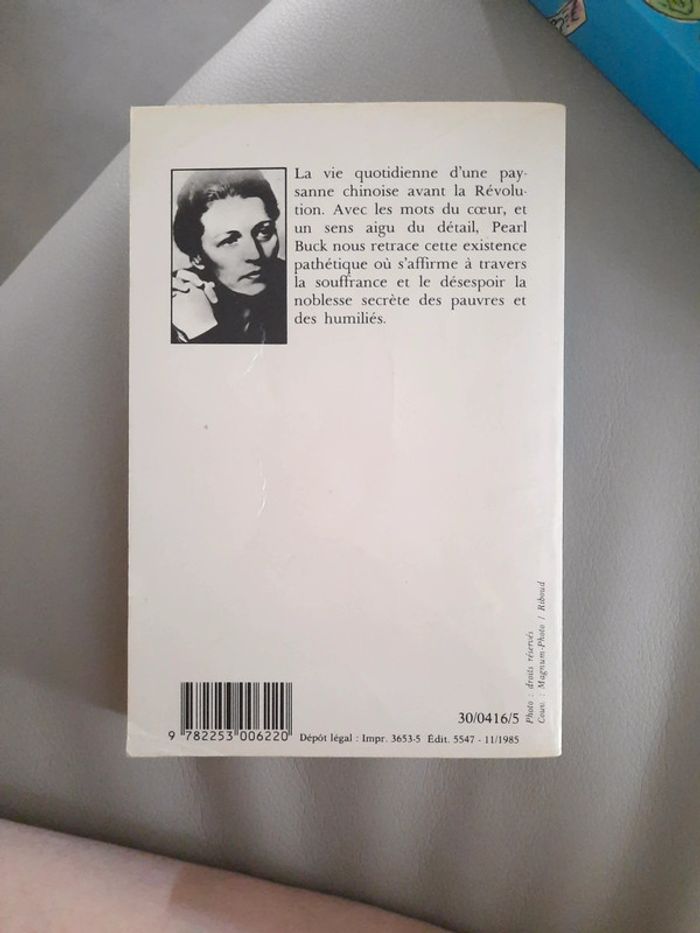 La vie quotidienne d'une pay-
sanne chinoise avant la Révolu-
tion. Avec les mots du cœur, et
un sens aigu du détail, Pearl
Buck nous retrace cette existence
pathétique où s'affirme à travers
la souffrance et le désespoir la
noblesse secrète des pauvres et
des humiliés.
Photo : droits réservés
Couv. : Magnum-Photo / Riboud
30/0416/5
9 782253 006220
Dépôt légal : Impr. 3653-5 Édit. 5547 - 11/1985